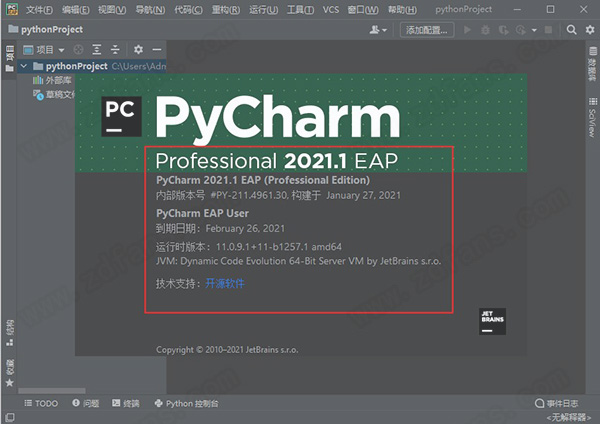 PC 文件(F) 编辑(E) 视图(V) 导航(N) 代码(C) 重构(R) 运行(U) 工具(T) VCS 窗口(W) 帮助(H) pythonProject
pythonProject
添加配置...
项目
项目
pythonProject C:\Users\Adm
外部库
草稿文件
数据库
SciView
PC
PyCharm
Professional 2021.1 EAP
PyCharm 2021.1 EAP (Professional Edition)
内部版本号 #PY-211.4961.30, 构建于 January 27, 2021
PyCharm EAP User
到期日期: February 26, 2021
运行时版本: 11.0.9.1+11-b1257.1 amd64
JVM: Dynamic Code Evolution 64-Bit Server VM by JetBrains s.r.o.
技术支持: 开源软件
JET
BRAINS
Copyright © 2010–2021 JetBrains s.r.o.
结构
收藏
TODO 问题 终端 Python 控制台 事件日志
<无解释器>